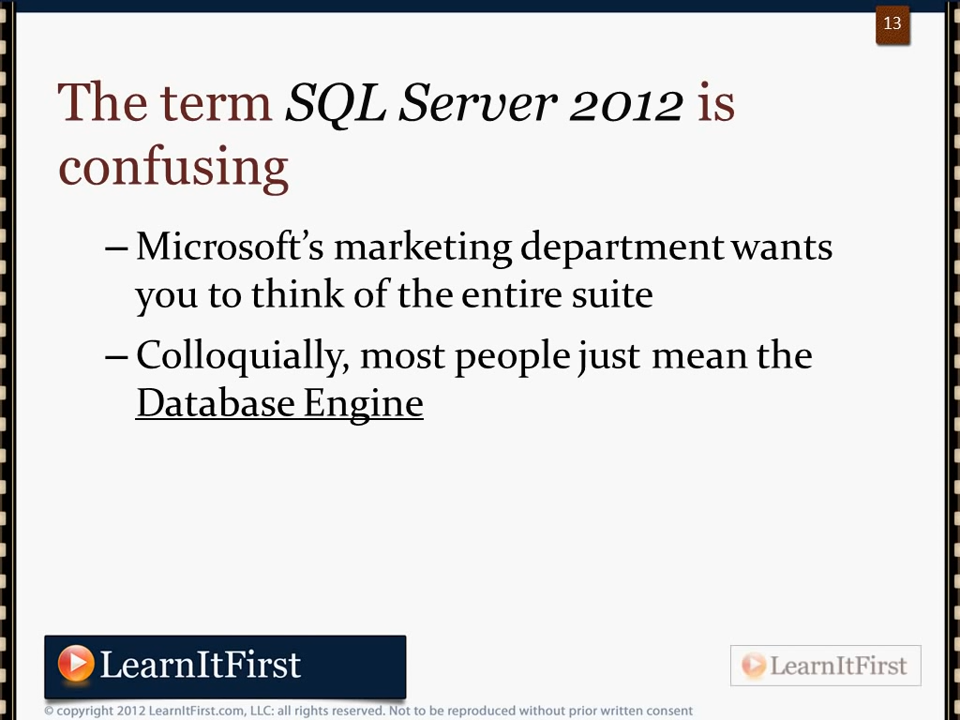 13
The term SQL Server 2012 is
confusing
– Microsoft’s marketing department wants
you to think of the entire suite
– Colloquially, most people just mean the
Database Engine
LearnItFirst
LearnItFirst
© copyright 2012 LearnItFirst.com, LLC: all rights reserved. Not to be reproduced without prior written consent